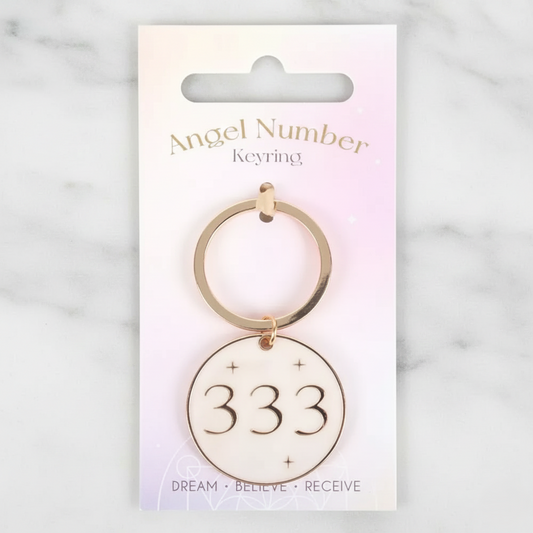 Angel Number
Keyring
333
DREAM • BELIEVE • RECEIVE